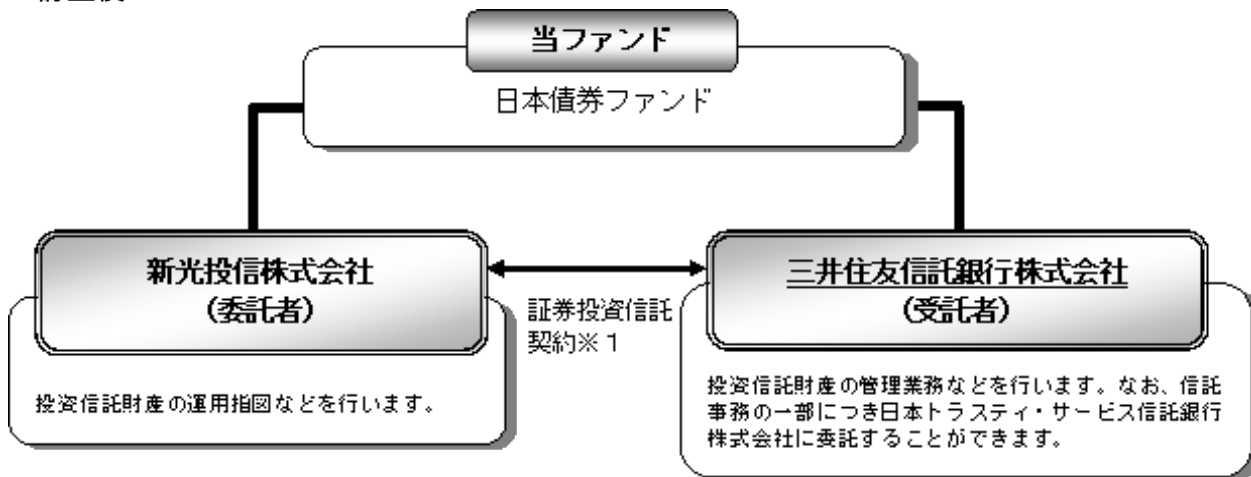 当ファンド
日本債券ファンド
新光投信株式会社
(委託者)
投資信託財産の運用指図などを行います。
証券投資信託
契約※1
三井住友信託銀行株式会社
(受託者)
投資信託財産の管理業務などを行います。なお、信託
事務の一部につき日本トラスティ・サービス信託銀行
株式会社に委託することができます。